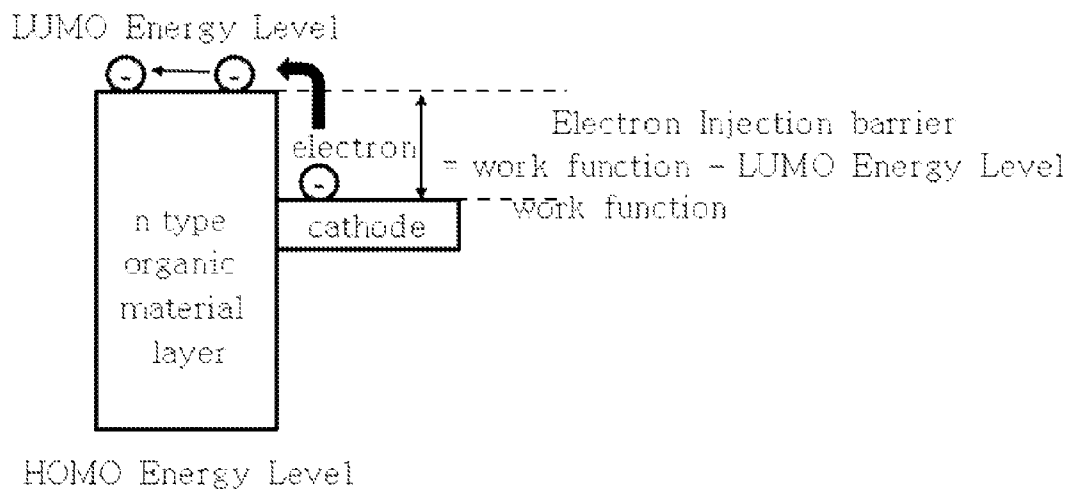 LUMO Energy Level
-
-
electron
-
Electron Injection barrier
= work function - LUMO Energy Level
work function
cathode
n type
organic
material
layer
HOMO Energy Level